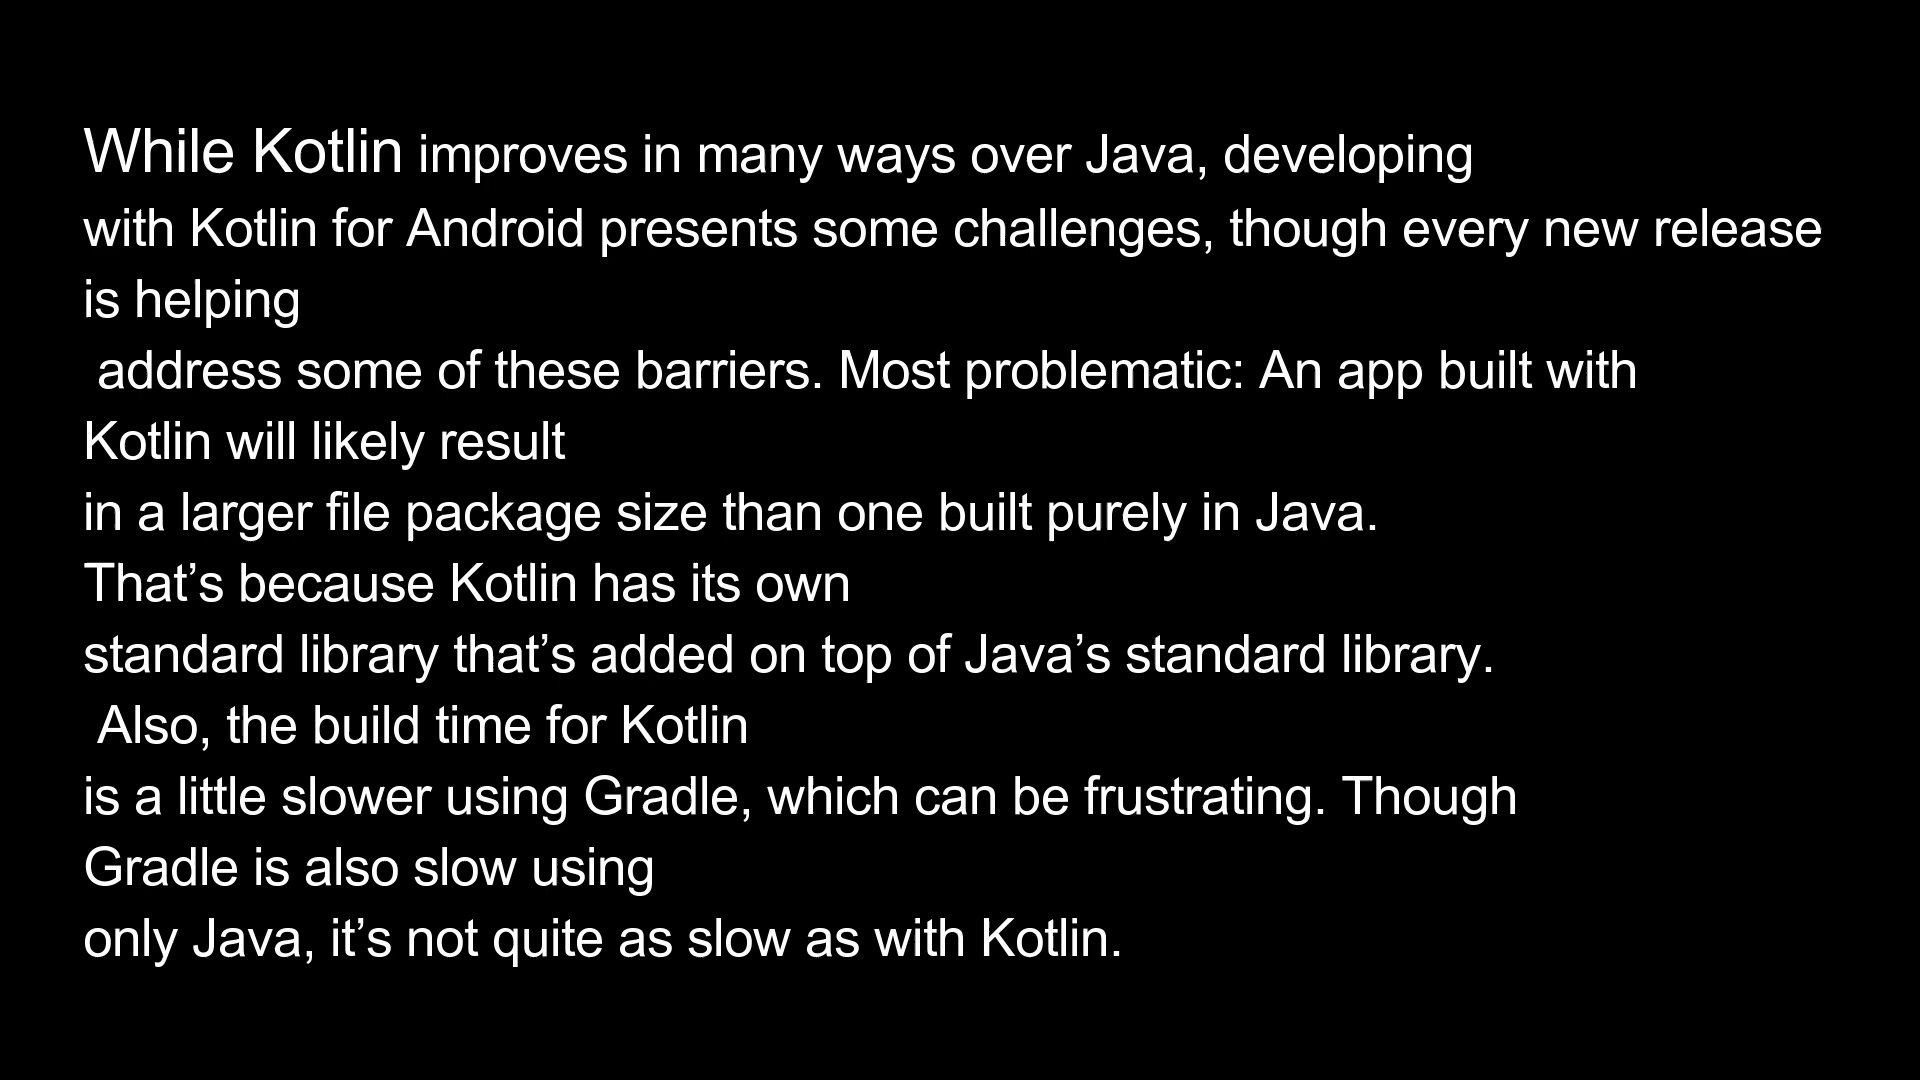 While Kotlin improves in many ways over Java, developing
with Kotlin for Android presents some challenges, though every new release
is helping
address some of these barriers. Most problematic: An app built with
Kotlin will likely result
in a larger file package size than one built purely in Java.
That’s because Kotlin has its own
standard library that’s added on top of Java’s standard library.
Also, the build time for Kotlin
is a little slower using Gradle, which can be frustrating. Though
Gradle is also slow using
only Java, it’s not quite as slow as with Kotlin.